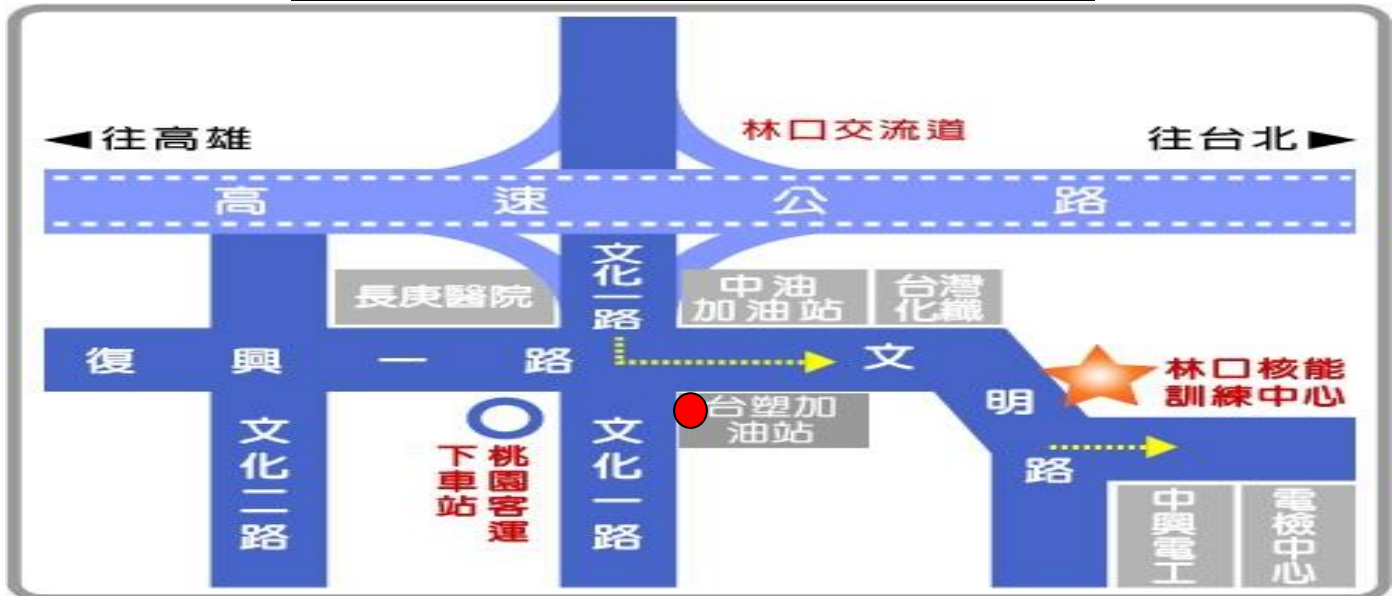 林口交流道
◀往高雄
往台北▶
高速公路
文化一路
長庚醫院
中油
加油站
台灣
化纖
復興一路
文明路
林口核能
訓練中心
台塑加
油站
文化二路
桃園客運
下車站
文化一路
中興電工
電檢中心